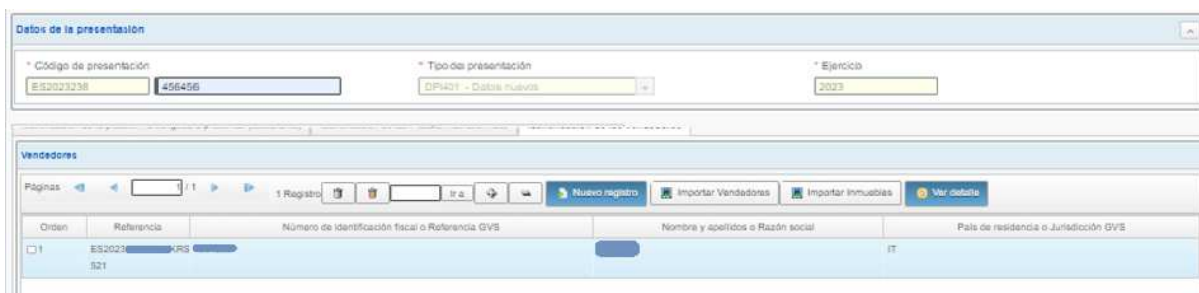 Datos de la presentasión
* Código de presentación
* Tipo des presentación
* Ejercicio
ES2023238
456456
DPI401 - Datos nuevos
2023
Vendedores
Páginas
1 / 1
1 Registro
Ir a:
Nuevo registro
Importar Vendedores
Importar Inmuebles
Ver detalle
Orden
Referencia
Número de Identificación fiscal o Referencia GVS
Nombre y apellidos o Razón social
País de residencia o Jurisdicción GVS
1
ES2023
KRS
IT
521